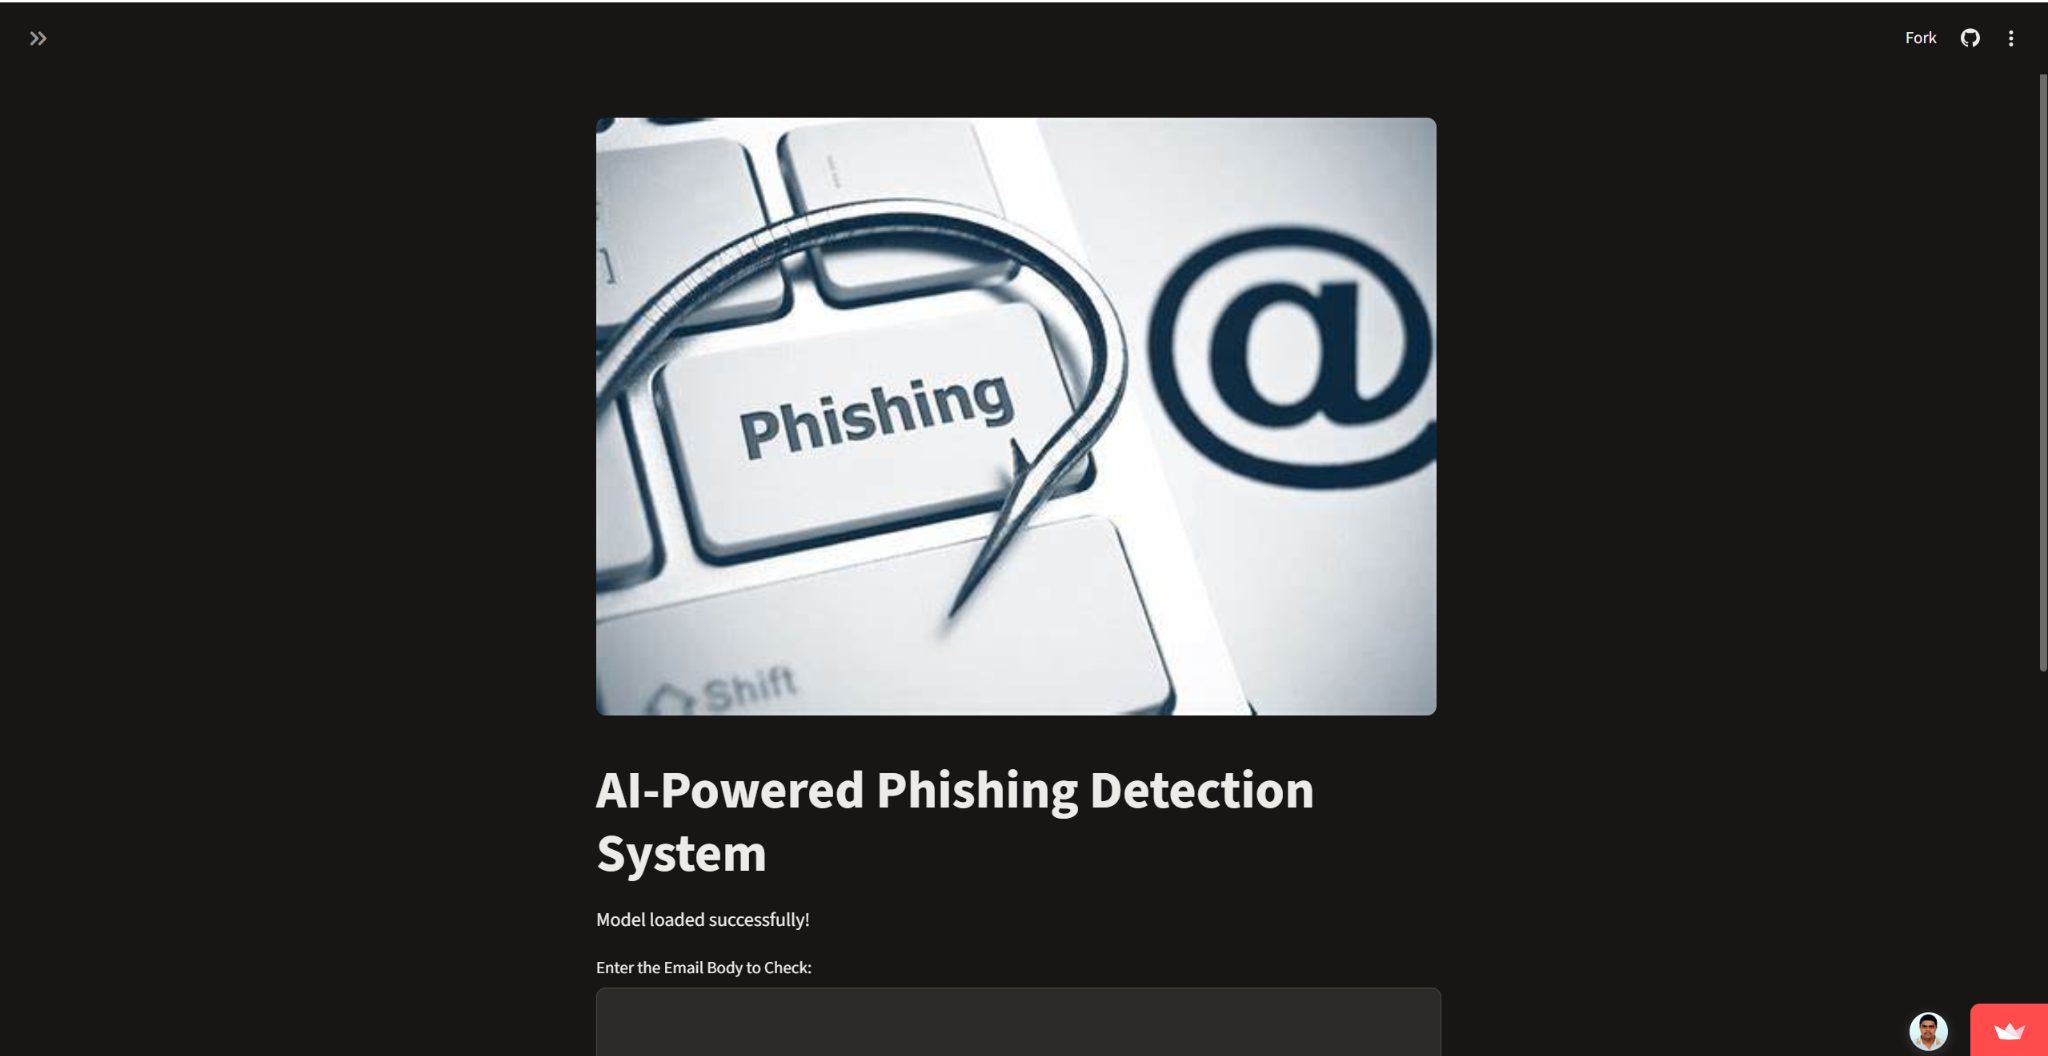 Fork
Phishing
@
Shift
AI-Powered Phishing Detection
System
Model loaded successfully!
Enter the Email Body to Check: